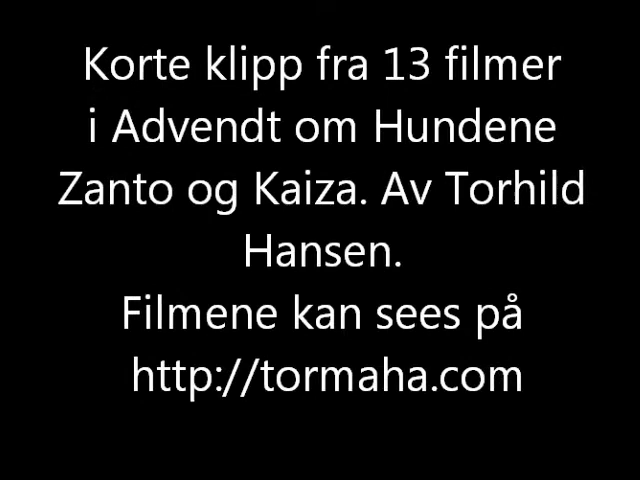 Korte klipp fra 13 filmer
i Advendt om Hundene
Zanto og Kaiza. Av Torhild
Hansen.
Filmene kan sees på
http://tormaha.com